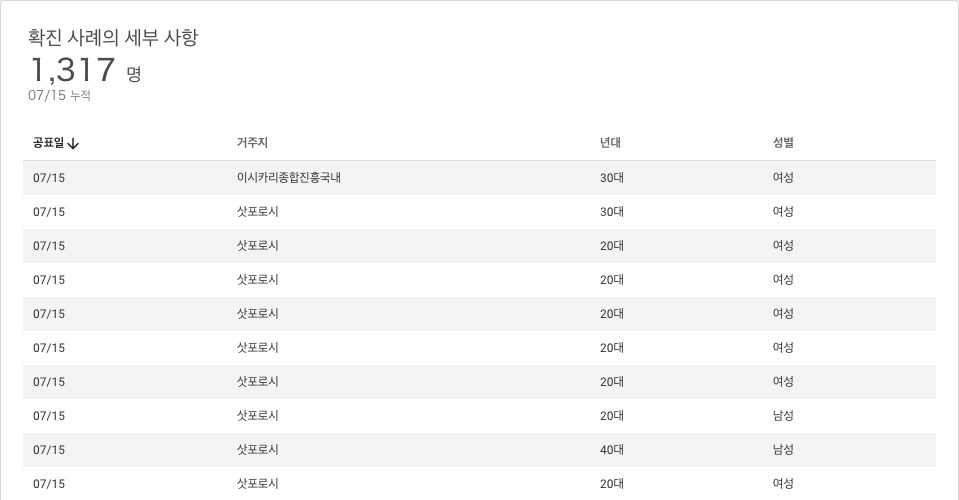 확진 사례의 세부 사항
1,317 명
07/15 누적
공표일↓ 거주지 년대 성별
07/15 이시카리종합진흥국내 30대 여성
07/15 삿포로시 30대 여성
07/15 삿포로시 20대 여성
07/15 삿포로시 20대 여성
07/15 삿포로시 20대 여성
07/15 삿포로시 20대 여성
07/15 삿포로시 20대 여성
07/15 삿포로시 20대 남성
07/15 삿포로시 40대 남성
07/15 삿포로시 20대 여성